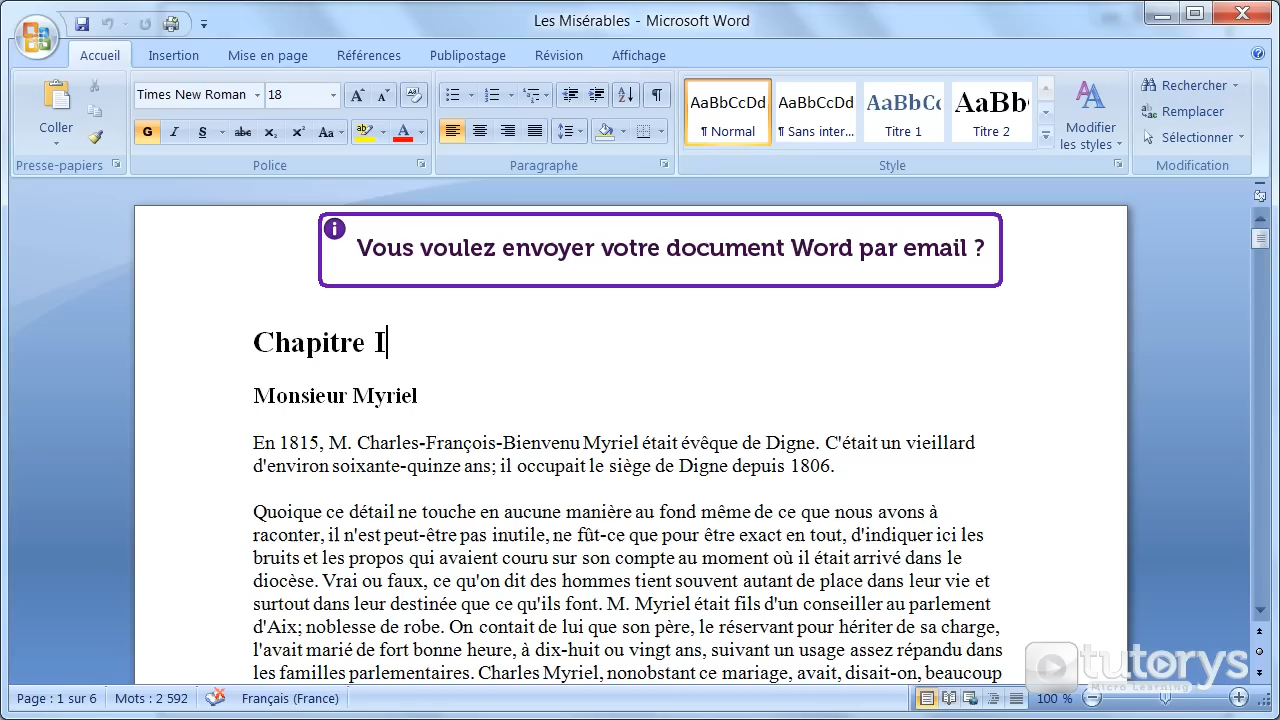 Les Misérables - Microsoft Word
Accueil Insertion Mise en page Références Publipostage Révision Affichage
Coller
Presse-papiers
Times New Roman 18
G I S abc X₂ X² Aa ab A
Police
Paragraphe
AaBbCcDd AaBbCcDd AaBbCc AaBb
¶ Normal ¶ Sans inter... Titre 1 Titre 2
Modifier les styles
Style
Rechercher
Remplacer
Sélectionner
Modification
Vous voulez envoyer votre document Word par email ?
Chapitre I
Monsieur Myriel
En 1815, M. Charles-François-Bienvenu Myriel était évêque de Digne. C'était un vieillard
d'environ soixante-quinze ans; il occupait le siège de Digne depuis 1806.
Quoique ce détail ne touche en aucune manière au fond même de ce que nous avons à
raconter, il n'est peut-être pas inutile, ne fût-ce que pour être exact en tout, d'indiquer ici les
bruits et les propos qui avaient couru sur son compte au moment où il était arrivé dans le
diocèse. Vrai ou faux, ce qu'on dit des hommes tient souvent autant de place dans leur vie et
surtout dans leur destinée que ce qu'ils font. M. Myriel était fils d'un conseiller au parlement
d'Aix; noblesse de robe. On contait de lui que son père, le réservant pour hériter de sa charge,
l'avait marié de fort bonne heure, à dix-huit ou vingt ans, suivant un usage assez répandu dans
les familles parlementaires. Charles Myriel, nonobstant ce mariage, avait, disait-on, beaucoup
tutorys
Micro Learning
Page : 1 sur 6 Mots : 2 592 Français (France) 100 %